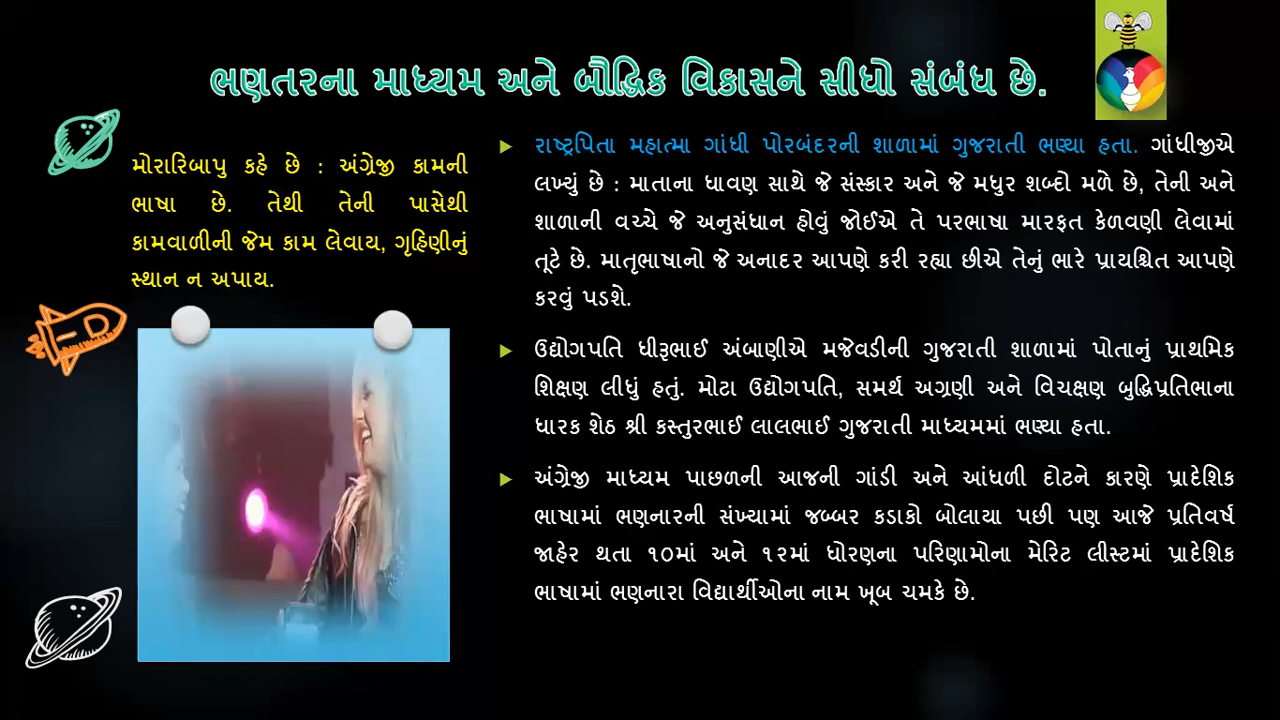 ભણતરના માધ્યમ અને બૌદ્ધિક વિકાસને સીધો સંબંધ છે.
મોરારિબાપુ કહે છે : અંગ્રેજી કામની
ભાષા છે. તેથી તેની પાસેથી
કામવાળીની જેમ કામ લેવાય, ગૃહિણીનું
સ્થાન ન અપાય.
રાષ્ટ્રપિતા મહાત્મા ગાંધી પોરબંદરની શાળામાં ગુજરાતી ભણ્યા હતા. ગાંધીજીએ
લખ્યું છે : માતાના ધાવણ સાથે જે સંસ્કાર અને જે મધુર શબ્દો મળે છે, તેની અને
શાળાની વચ્ચે જે અનુસંધાન હોવું જોઈએ તે પરભાષા મારફત કેળવણી લેવામાં
તૂટે છે. માતૃભાષાનો જે અનાદર આપણે કરી રહ્યા છીએ તેનું ભારે પ્રાયશ્ચિત આપણે
કરવું પડશે.
ઉદ્યોગપતિ ધીરૂભાઈ અંબાણીએ મજેવડીની ગુજરાતી શાળામાં પોતાનું પ્રાથમિક
શિક્ષણ લીધું હતું. મોટા ઉદ્યોગપતિ, સમર્થ અગ્રણી અને વિચક્ષણ બુદ્ધિપ્રતિભાના
ધારક શેઠ શ્રી કસ્તુરભાઈ લાલભાઈ ગુજરાતી માધ્યમમાં ભણ્યા હતા.
અંગ્રેજી માધ્યમ પાછળની આજની ગાંડી અને આંધળી દોટને કારણે પ્રાદેશિક
ભાષામાં ભણનારની સંખ્યામાં જબ્બર કડાકો બોલાયા પછી પણ આજે પ્રતિવર્ષ
જાહેર થતા ૧૦માં અને ૧૨માં ધોરણના પરિણામોના મેરિટ લીસ્ટમાં પ્રાદેશિક
ભાષામાં ભણનારા વિદ્યાર્થીઓના નામ ખૂબ ચમકે છે.